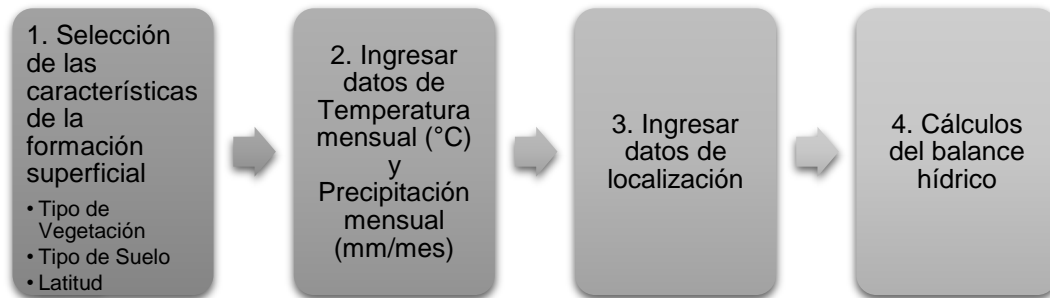 1. Selección
de las
características
de la
formación
superficial
• Tipo de
Vegetación
• Tipo de Suelo
• Latitud
2. Ingresar
datos de
Temperatura
mensual (°C)
y
Precipitación
mensual
(mm/mes)
3. Ingresar
datos de
localización
4. Cálculos
del balance
hídrico